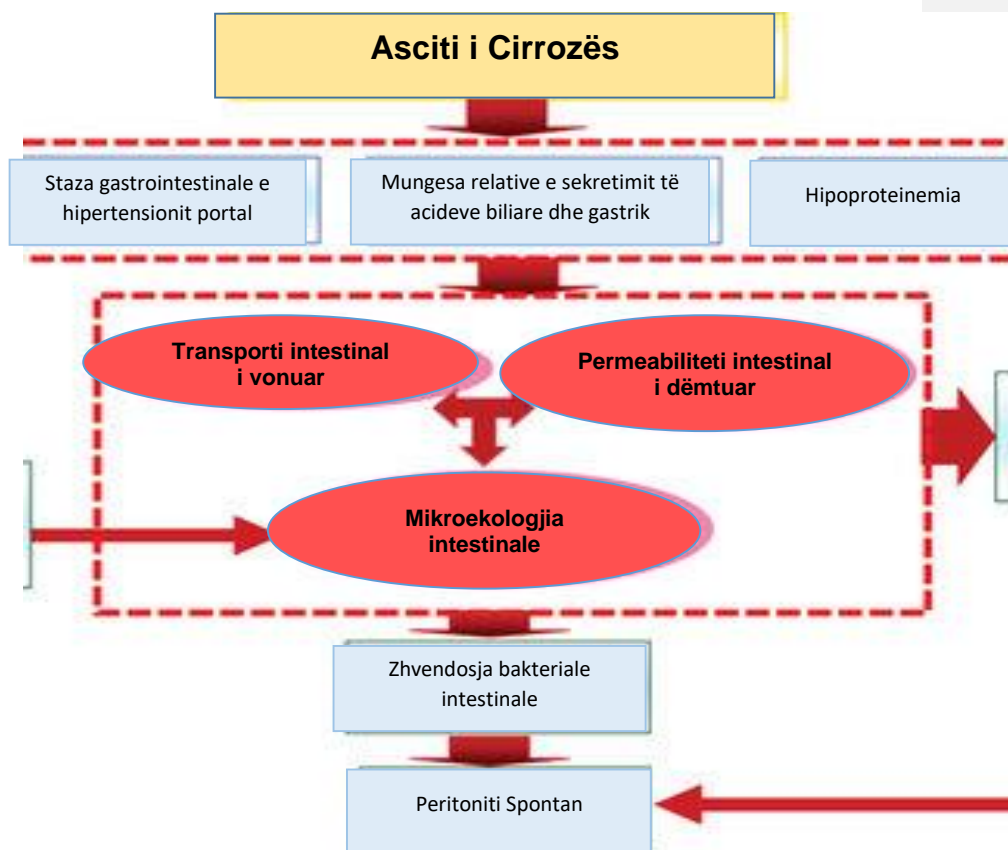 Asciti i Cirrozës
Staza gastrointestinale e
hipertensionit portal
Mungesa relative e sekretimit të
acideve biliare dhe gastrik
Hipoproteinemia
Transporti intestinal
i vonuar
Permeabiliteti intestinal
i dëmtuar
Mikroekologjia
intestinale
Zhvendosja bakteriale
intestinale
Peritoniti Spontan